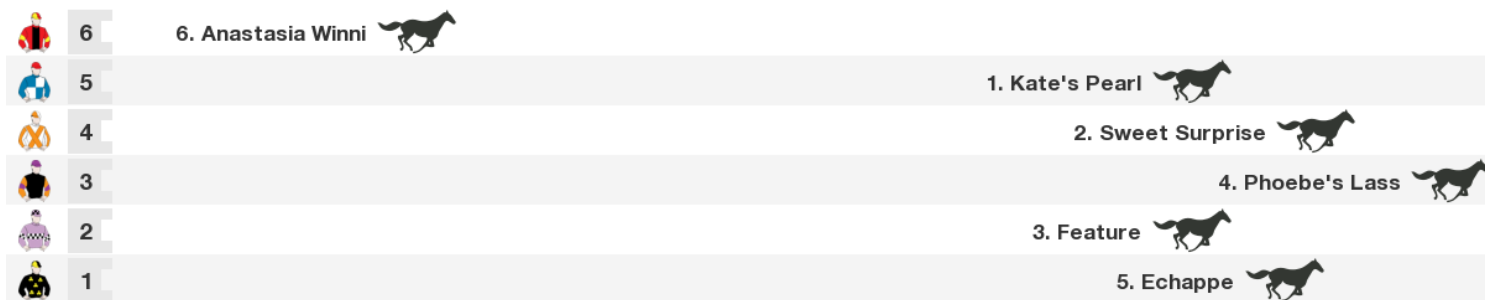 6 6. Anastasia Winni
5 1. Kate's Pearl
4 2. Sweet Surprise
3 4. Phoebe's Lass
2 3. Feature
1 5. Echappe